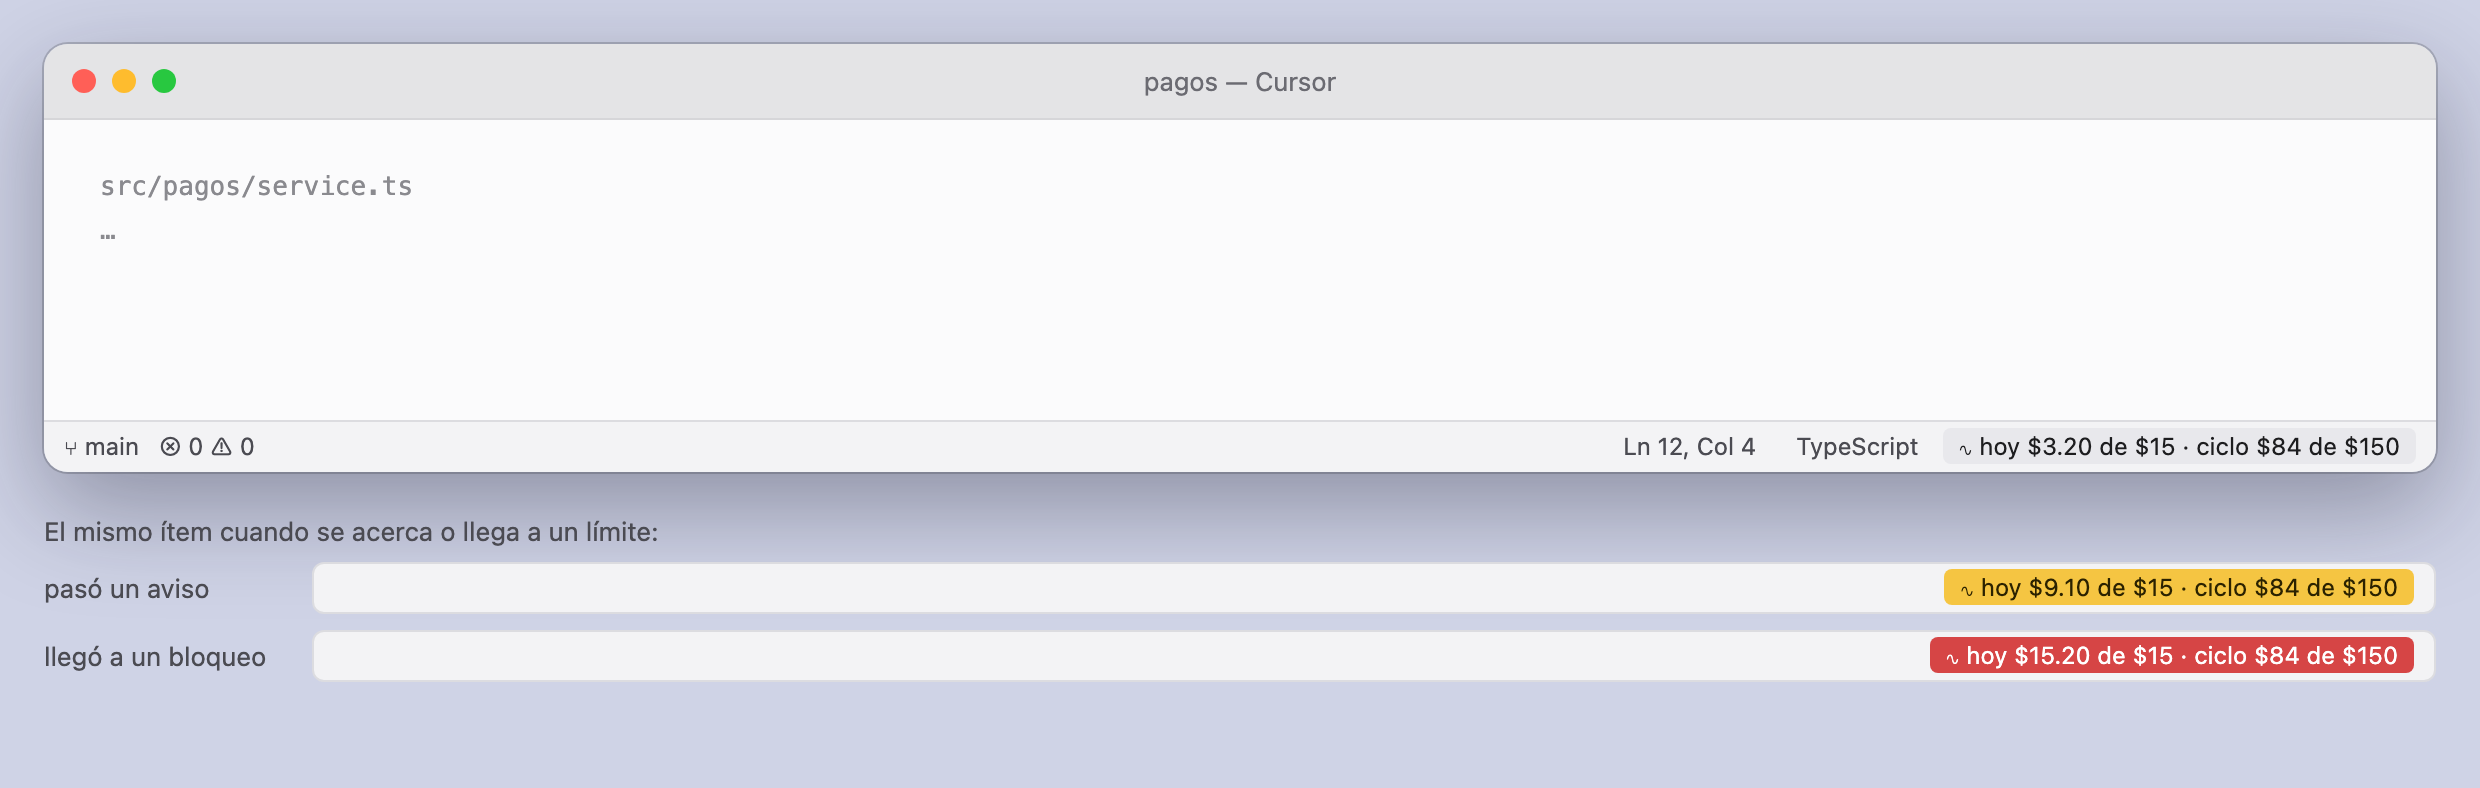 pagos — Cursor
src/pagos/service.ts
…
main 0 0 Ln 12, Col 4 TypeScript ∿ hoy $3.20 de $15 · ciclo $84 de $150
El mismo ítem cuando se acerca o llega a un límite:
pasó un aviso ∿ hoy $9.10 de $15 · ciclo $84 de $150
llegó a un bloqueo ∿ hoy $15.20 de $15 · ciclo $84 de $150